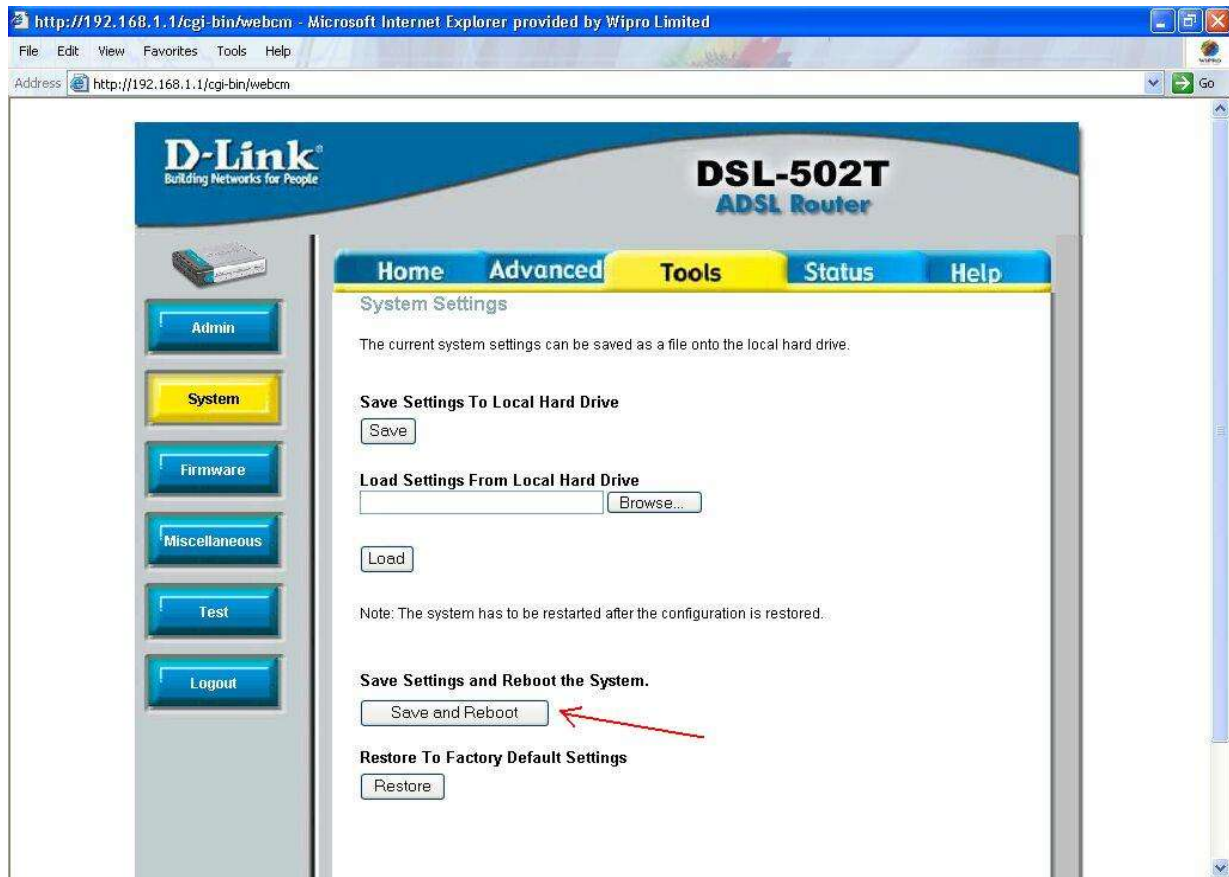 http://192.168.1.1/cgi-bin/webcm - Microsoft Internet Explorer provided by Wipro Limited
File Edit View Favorites Tools Help
WIPRO
Address http://192.168.1.1/cgi-bin/webcm Go
D-Link®
Building Networks for People
DSL-502T
ADSL Router
Home Advanced Tools Status Help
Admin
System
Firmware
Miscellaneous
Test
Logout
System Settings
The current system settings can be saved as a file onto the local hard drive.
Save Settings To Local Hard Drive
Save
Load Settings From Local Hard Drive
Browse...
Load
Note: The system has to be restarted after the configuration is restored.
Save Settings and Reboot the System.
Save and Reboot
Restore To Factory Default Settings
Restore